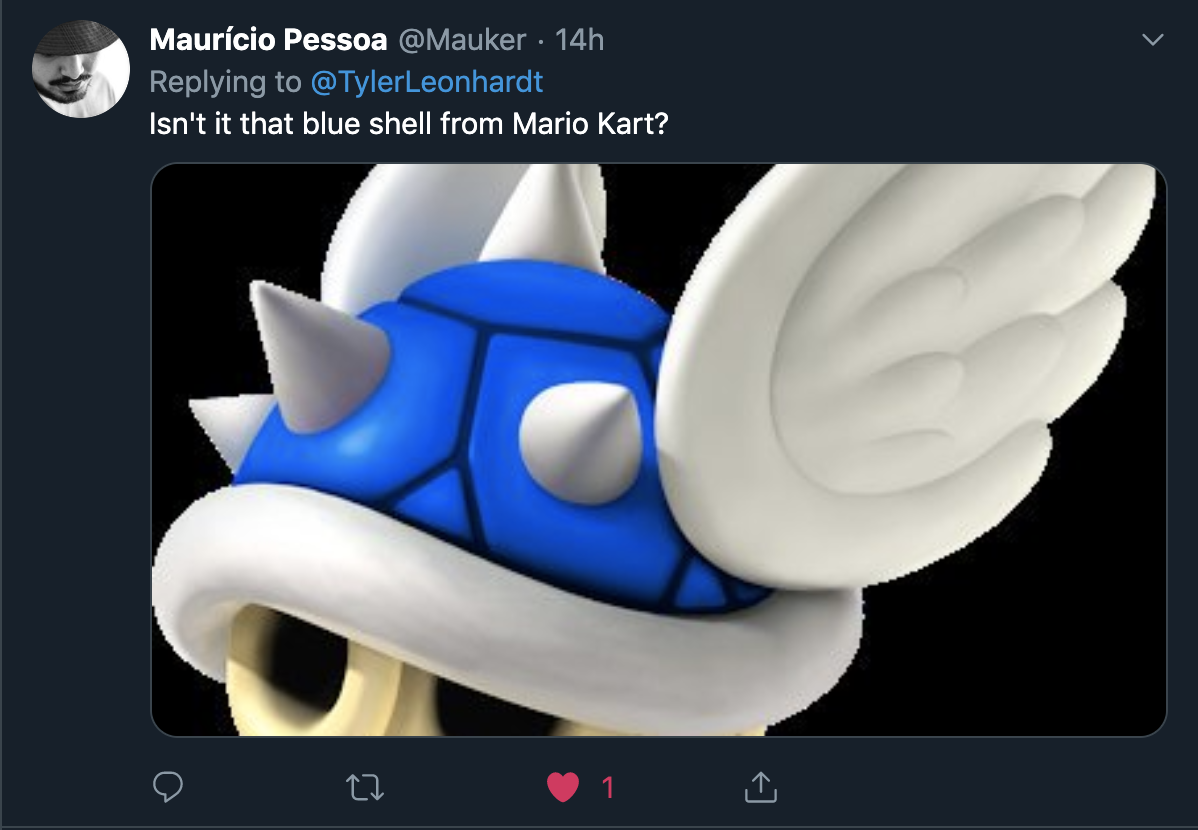 Maurício Pessoa @Mauker · 14h
Replying to @TylerLeonhardt
Isn't it that blue shell from Mario Kart?
1